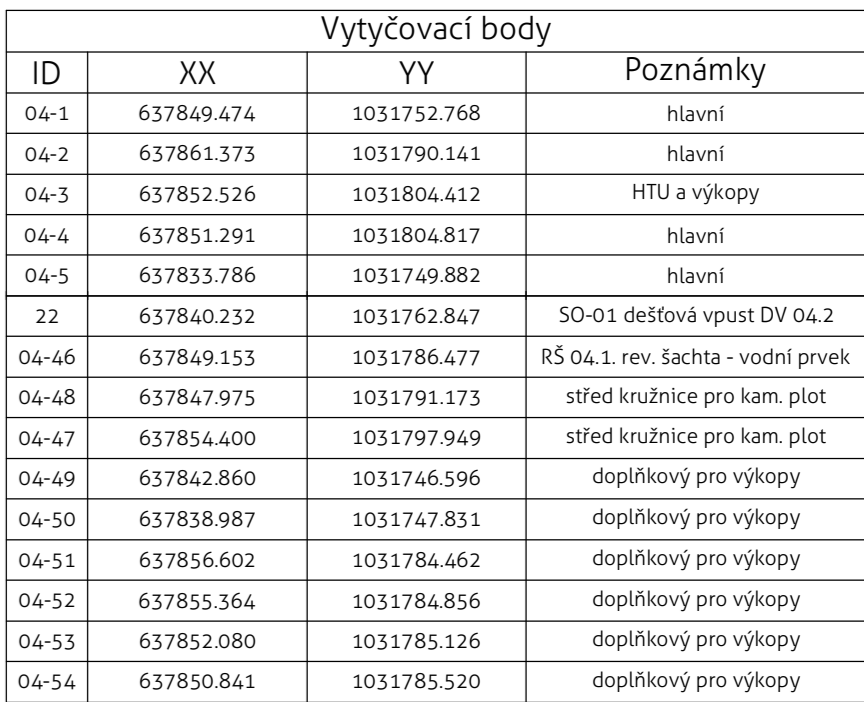 Vytyčovací body
ID XX YY Poznámky
04-1 637849.474 1031752.768 hlavní
04-2 637861.373 1031790.141 hlavní
04-3 637852.526 1031804.412 HTU a výkopy
04-4 637851.291 1031804.817 hlavní
04-5 637833.786 1031749.882 hlavní
22 637840.232 1031762.847 SO-01 dešťová vpust DV 04.2
04-46 637849.153 1031786.477 RŠ 04.1. rev. šachta - vodní prvek
04-48 637847.975 1031791.173 střed kružnice pro kam. plot
04-47 637854.400 1031797.949 střed kružnice pro kam. plot
04-49 637842.860 1031746.596 doplňkový pro výkopy
04-50 637838.987 1031747.831 doplňkový pro výkopy
04-51 637856.602 1031784.462 doplňkový pro výkopy
04-52 637855.364 1031784.856 doplňkový pro výkopy
04-53 637852.080 1031785.126 doplňkový pro výkopy
04-54 637850.841 1031785.520 doplňkový pro výkopy